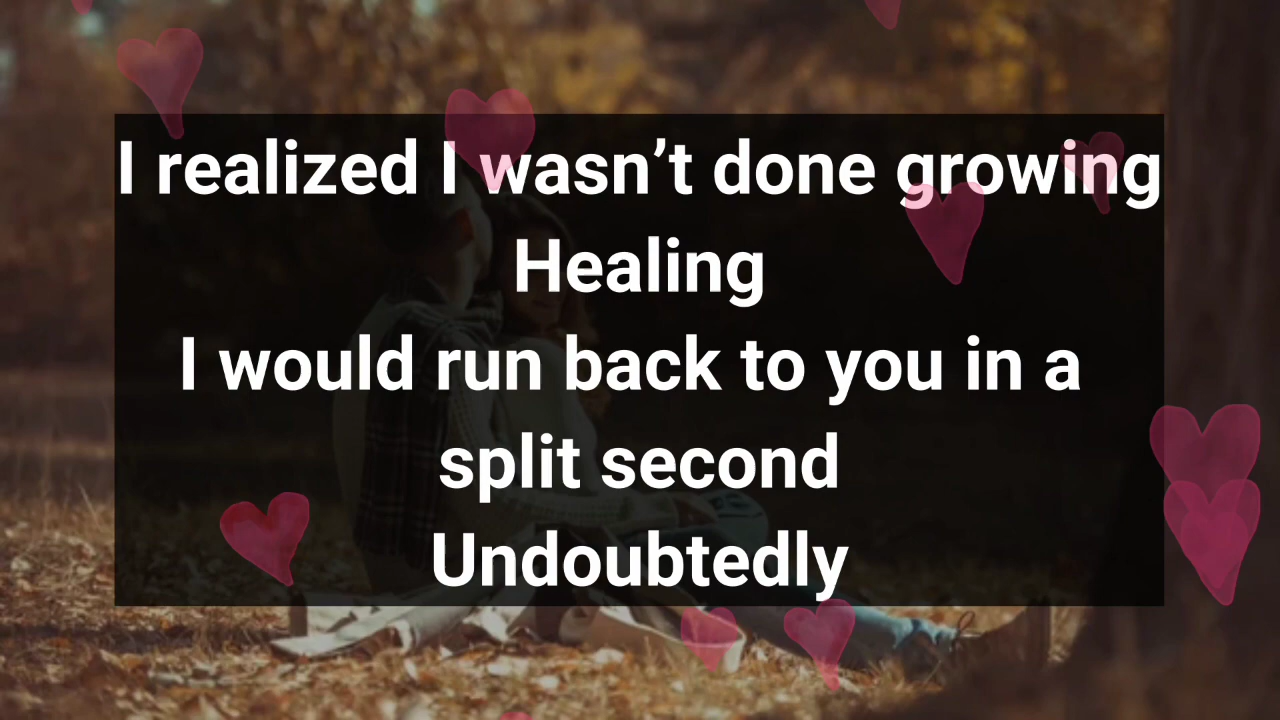 I realized I wasn’t done growing
Healing
I would run back to you in a
split second
Undoubtedly